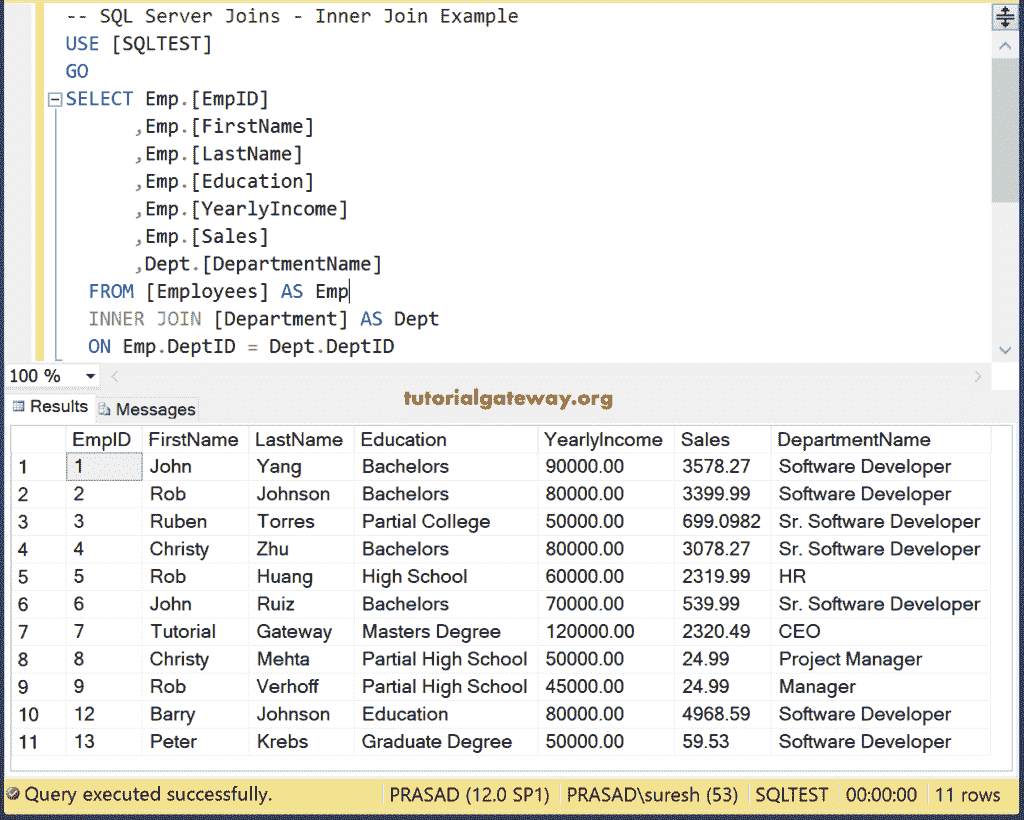 -- SQL Server Joins - Inner Join Example
USE [SQLTEST]
GO
SELECT Emp.[EmpID]
,Emp.[FirstName]
,Emp.[LastName]
,Emp.[Education]
,Emp.[YearlyIncome]
,Emp.[Sales]
,Dept.[DepartmentName]
FROM [Employees] AS Emp
INNER JOIN [Department] AS Dept
ON Emp.DeptID = Dept.DeptID
100 %
tutorialgateway.org
Results Messages
EmpID FirstName LastName Education YearlyIncome Sales DepartmentName
1 1 John Yang Bachelors 90000.00 3578.27 Software Developer
2 2 Rob Johnson Bachelors 80000.00 3399.99 Software Developer
3 3 Ruben Torres Partial College 50000.00 699.0982 Sr. Software Developer
4 4 Christy Zhu Bachelors 80000.00 3078.27 Sr. Software Developer
5 5 Rob Huang High School 60000.00 2319.99 HR
6 6 John Ruiz Bachelors 70000.00 539.99 Sr. Software Developer
7 7 Tutorial Gateway Masters Degree 120000.00 2320.49 CEO
8 8 Christy Mehta Partial High School 50000.00 24.99 Project Manager
9 9 Rob Verhoff Partial High School 45000.00 24.99 Manager
10 12 Barry Johnson Education 80000.00 4968.59 Software Developer
11 13 Peter Krebs Graduate Degree 50000.00 59.53 Software Developer
Query executed successfully. PRASAD (12.0 SP1) PRASAD\suresh (53) SQLTEST 00:00:00 11 rows